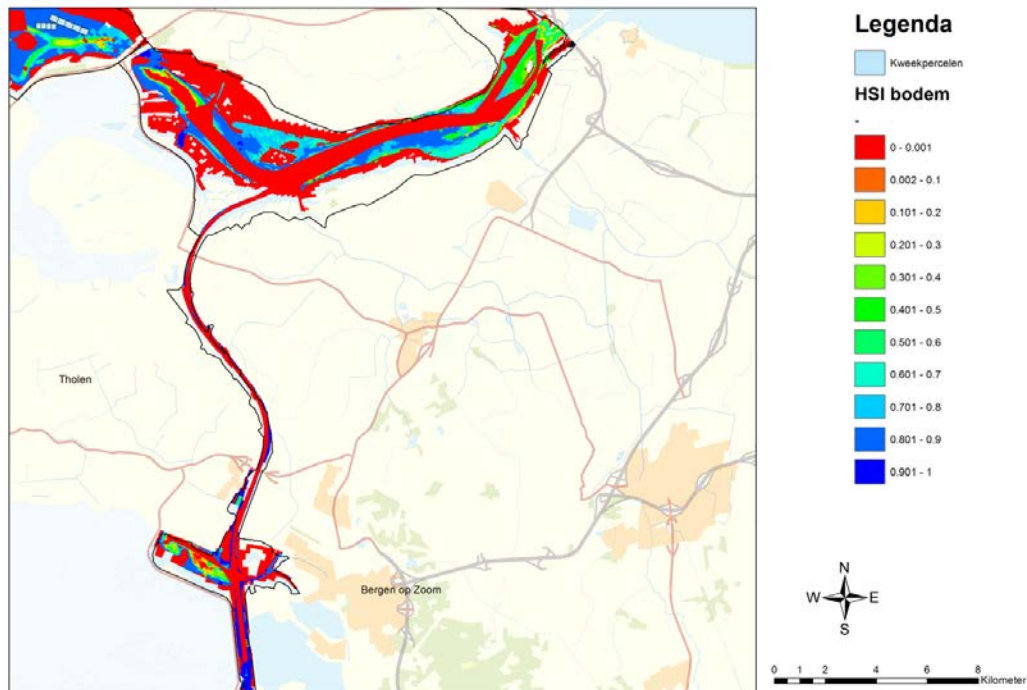 Legenda
Kweekpercelen
HSI bodem
-
0 - 0.001
0.002 - 0.1
0.101 - 0.2
0.201 - 0.3
0.301 - 0.4
0.401 - 0.5
0.501 - 0.6
0.601 - 0.7
0.701 - 0.8
0.801 - 0.9
0.901 - 1
Tholen
Bergen op Zoom
N
W E
S
0 1 2 4 6 8
Kilometer